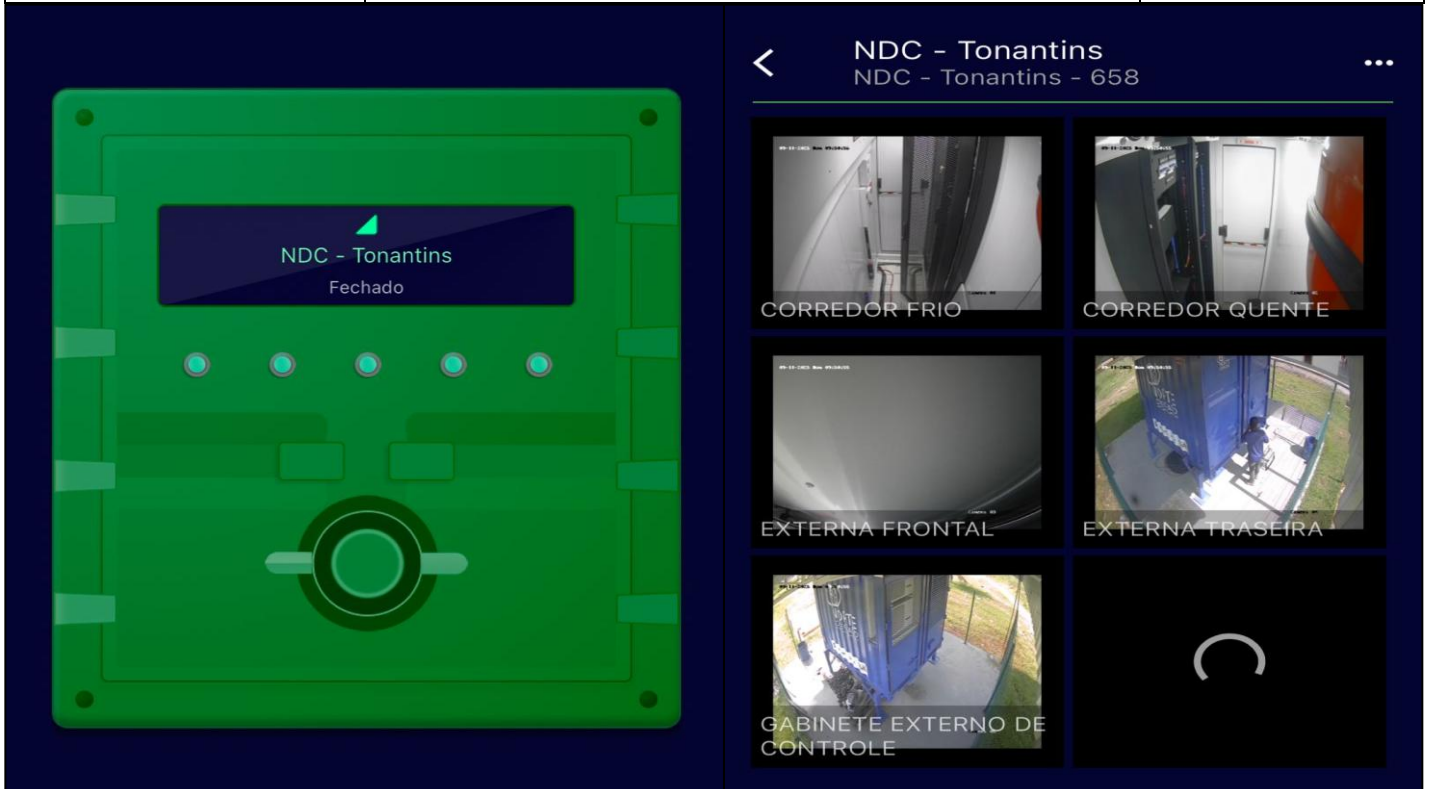 NDC - Tonantins
Fechado
NDC - Tonantins
NDC - Tonantins - 658
CORREDOR FRIO
CORREDOR QUENTE
EXTERNA FRONTAL
EXTERNA TRASEIRA
GABINETE EXTERNO DE
CONTROLE